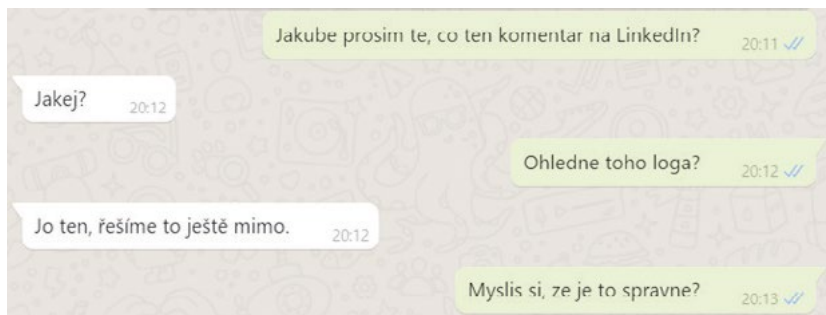 Jakube prosim te, co ten komentar na LinkedIn? 20:11
Jakej? 20:12
Ohledne toho loga? 20:12
Jo ten, řešíme to ještě mimo. 20:12
Myslis si, ze je to spravne? 20:13